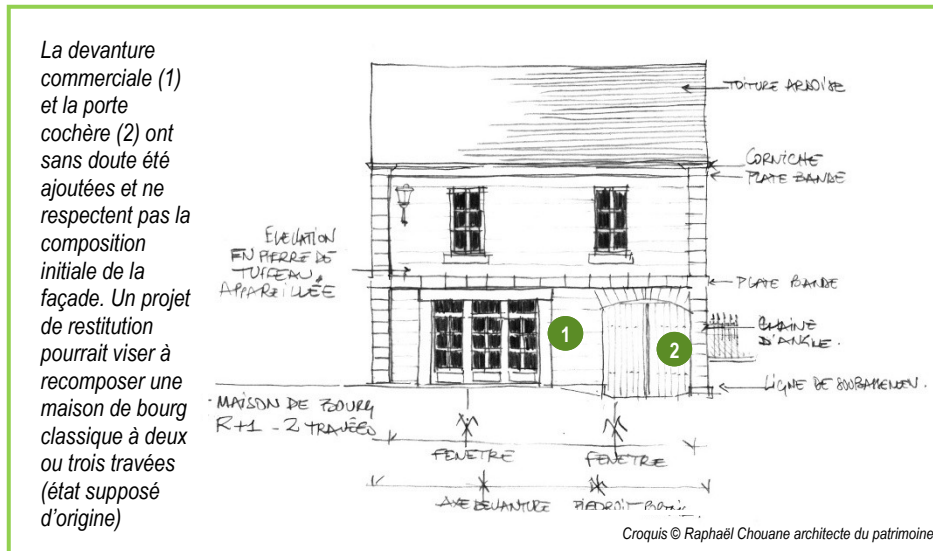 La devanture
commerciale (1)
et la porte
cochère (2) ont
sans doute été
ajoutées et ne
respectent pas la
composition
initiale de la
façade. Un projet
de restitution
pourrait viser à
recomposer une
maison de bourg
classique à deux
ou trois travées
(état supposé
d'origine)
TOITURE ARDOISE
CORNICHE
PLATE BANDE
ELEVATION
EN PIERRE DE
TUFFEAU
APPAREILLÉE
PLATE BANDE
1
2
CHAINE
D'ANGLE.
LIGNE DE SOUBASSEMENT.
MAISON DE BOURG
R+1 - 2 TRAVÉES
FENETRE
FENETRE
AXE DEVANTURE
PIEDROIT
Croquis © Raphaël Chouane architecte du patrimoine